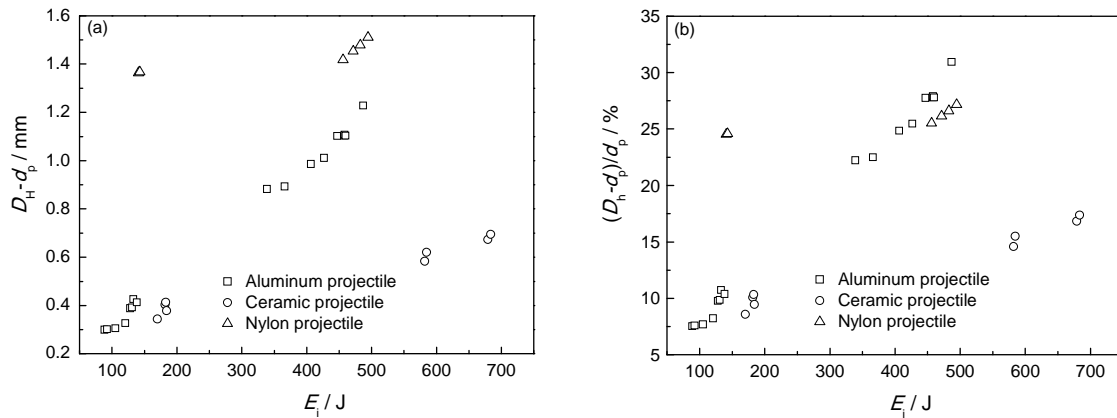 (a)
1.6
1.4
1.2
1.0
0.8
0.6
0.4
0.2
D_H-d_p / mm
Aluminum projectile
Ceramic projectile
Nylon projectile
100 200 300 400 500 600 700
E_i / J
(b)
35
30
25
20
15
10
5
(D_h-d_p)/d_p / %
Aluminum projectile
Ceramic projectile
Nylon projectile
100 200 300 400 500 600 700
E_i / J